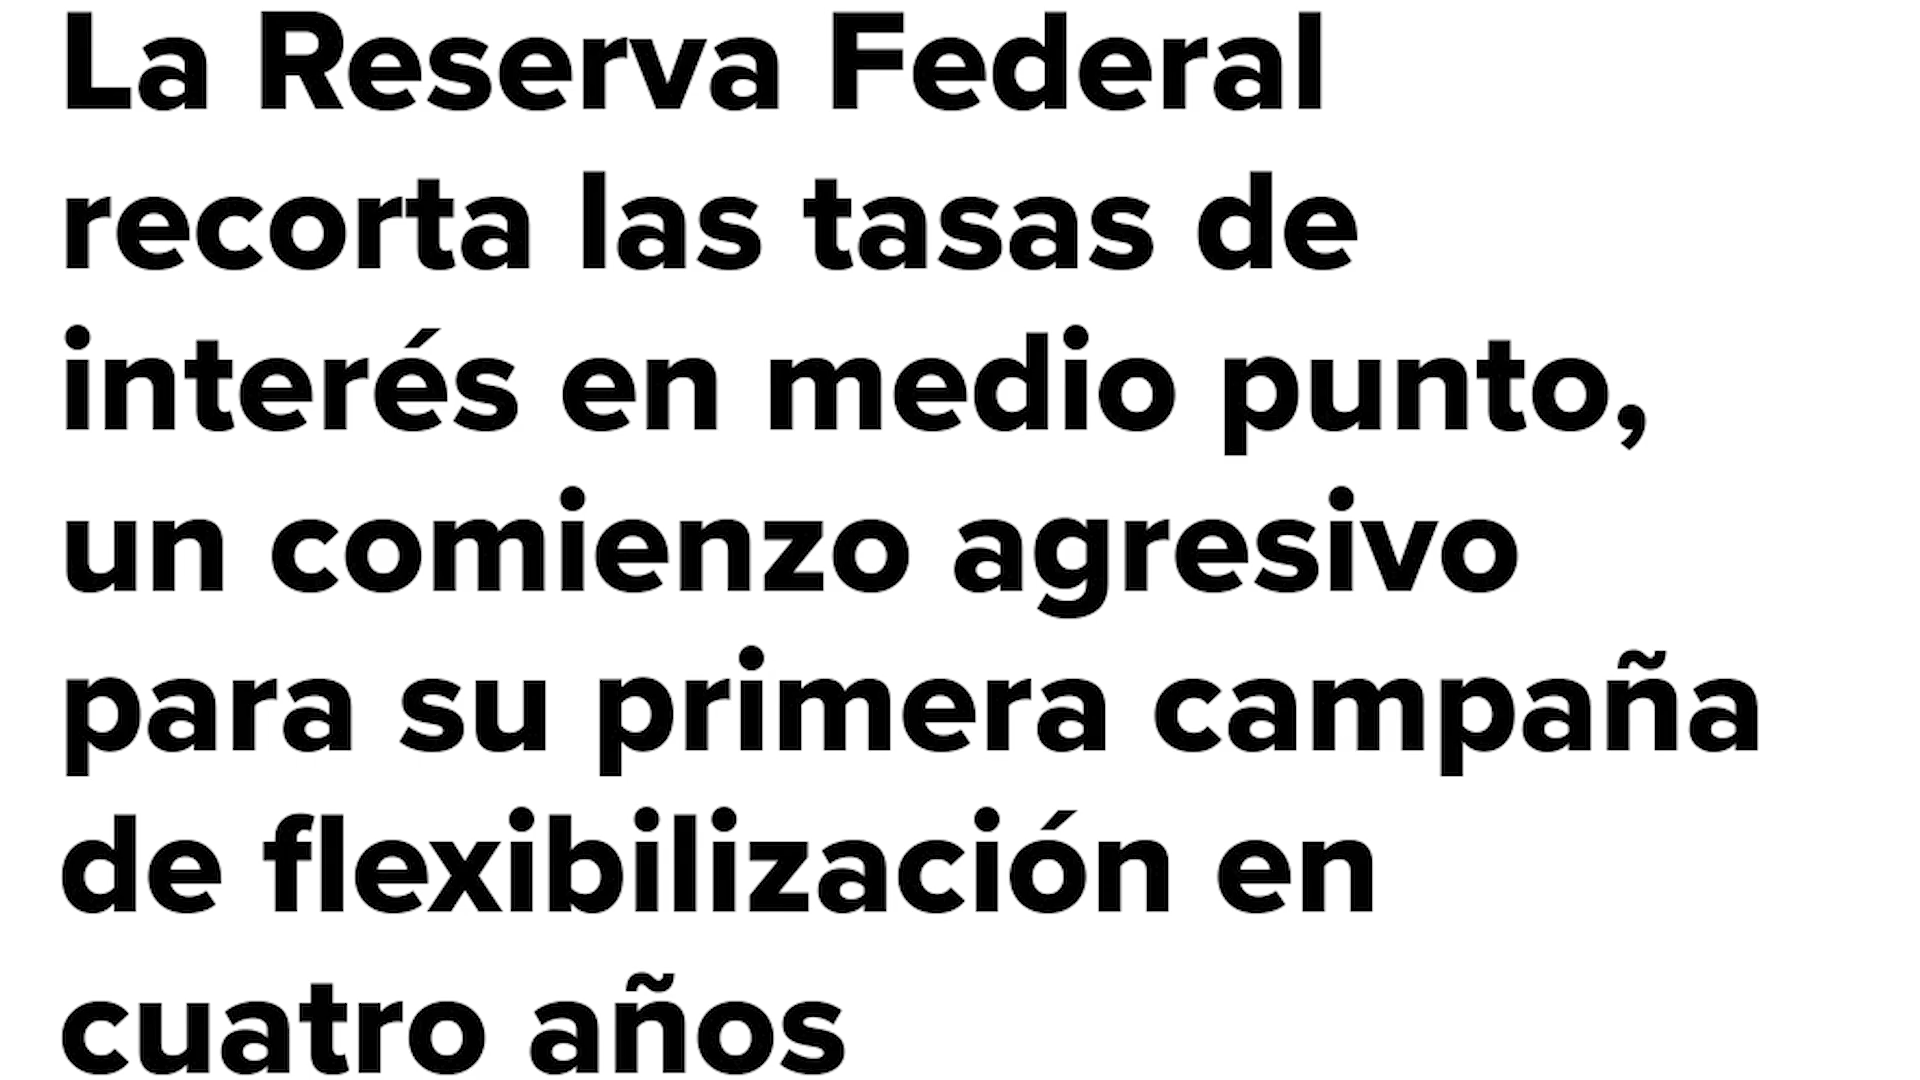 La Reserva Federal
recorta las tasas de
interés en medio punto,
un comienzo agresivo
para su primera campaña
de flexibilización en
cuatro años